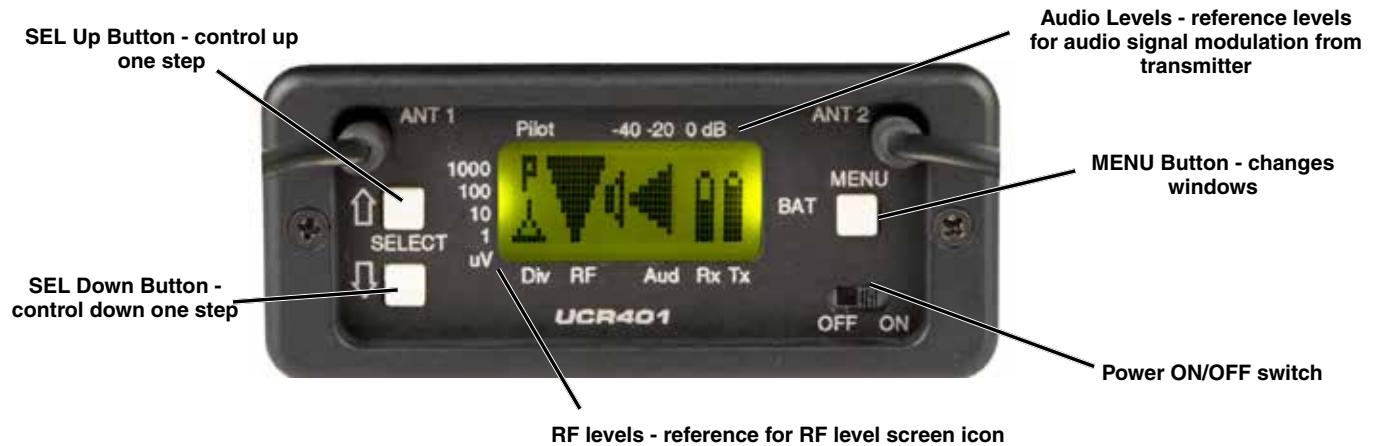 SEL Up Button - control up
one step
Audio Levels - reference levels
for audio signal modulation from
transmitter
ANT 1
ANT 2
Pilot
-40 -20 0 dB
1000
100
10
1
uV
SELECT
P
BAT
MENU
MENU Button - changes
windows
Div RF Aud Rx Tx
SEL Down Button -
control down one step
UCR401
OFF ON
Power ON/OFF switch
RF levels - reference for RF level screen icon